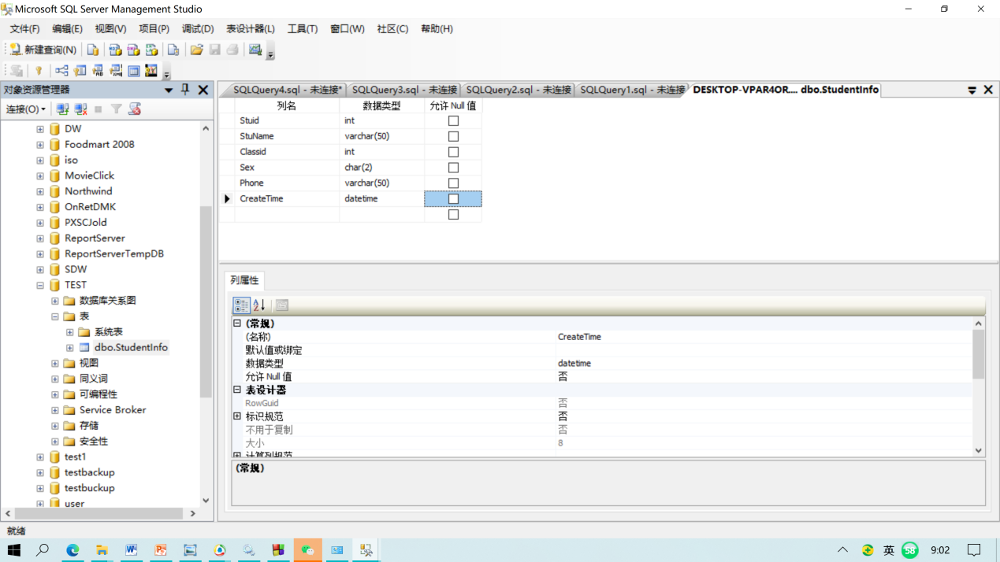 Microsoft SQL Server Management Studio
文件(F) 编辑(E) 视图(V) 项目(P) 调试(D) 表设计器(L) 工具(T) 窗口(W) 社区(C) 帮助(H)
新建查询(N)
对象资源管理器
连接(O)
DW
Foodmart 2008
iso
MovieClick
Northwind
OnRetDMK
PXSCJold
ReportServer
ReportServerTempDB
SDW
TEST
数据库关系图
表
系统表
dbo.StudentInfo
视图
同义词
可编程性
Service Broker
存储
安全性
test1
testbackup
testbuckup
user
SQLQuery4.sql - 未连接* SQLQuery3.sql - 未连接 SQLQuery2.sql - 未连接 SQLQuery1.sql - 未连接 DESKTOP-VPAR4OR.... dbo.StudentInfo
列名 数据类型 允许 Null 值
Stuid int
StuName varchar(50)
Classid int
Sex char(2)
Phone varchar(50)
CreateTime datetime
列属性
(常规)
(名称) CreateTime
默认值或绑定
数据类型 datetime
允许 Null 值 否
表设计器
RowGuid 否
标识规范 否
不用于复制 否
大小 8
计算列规范
(常规)
就绪
英 58 9:02